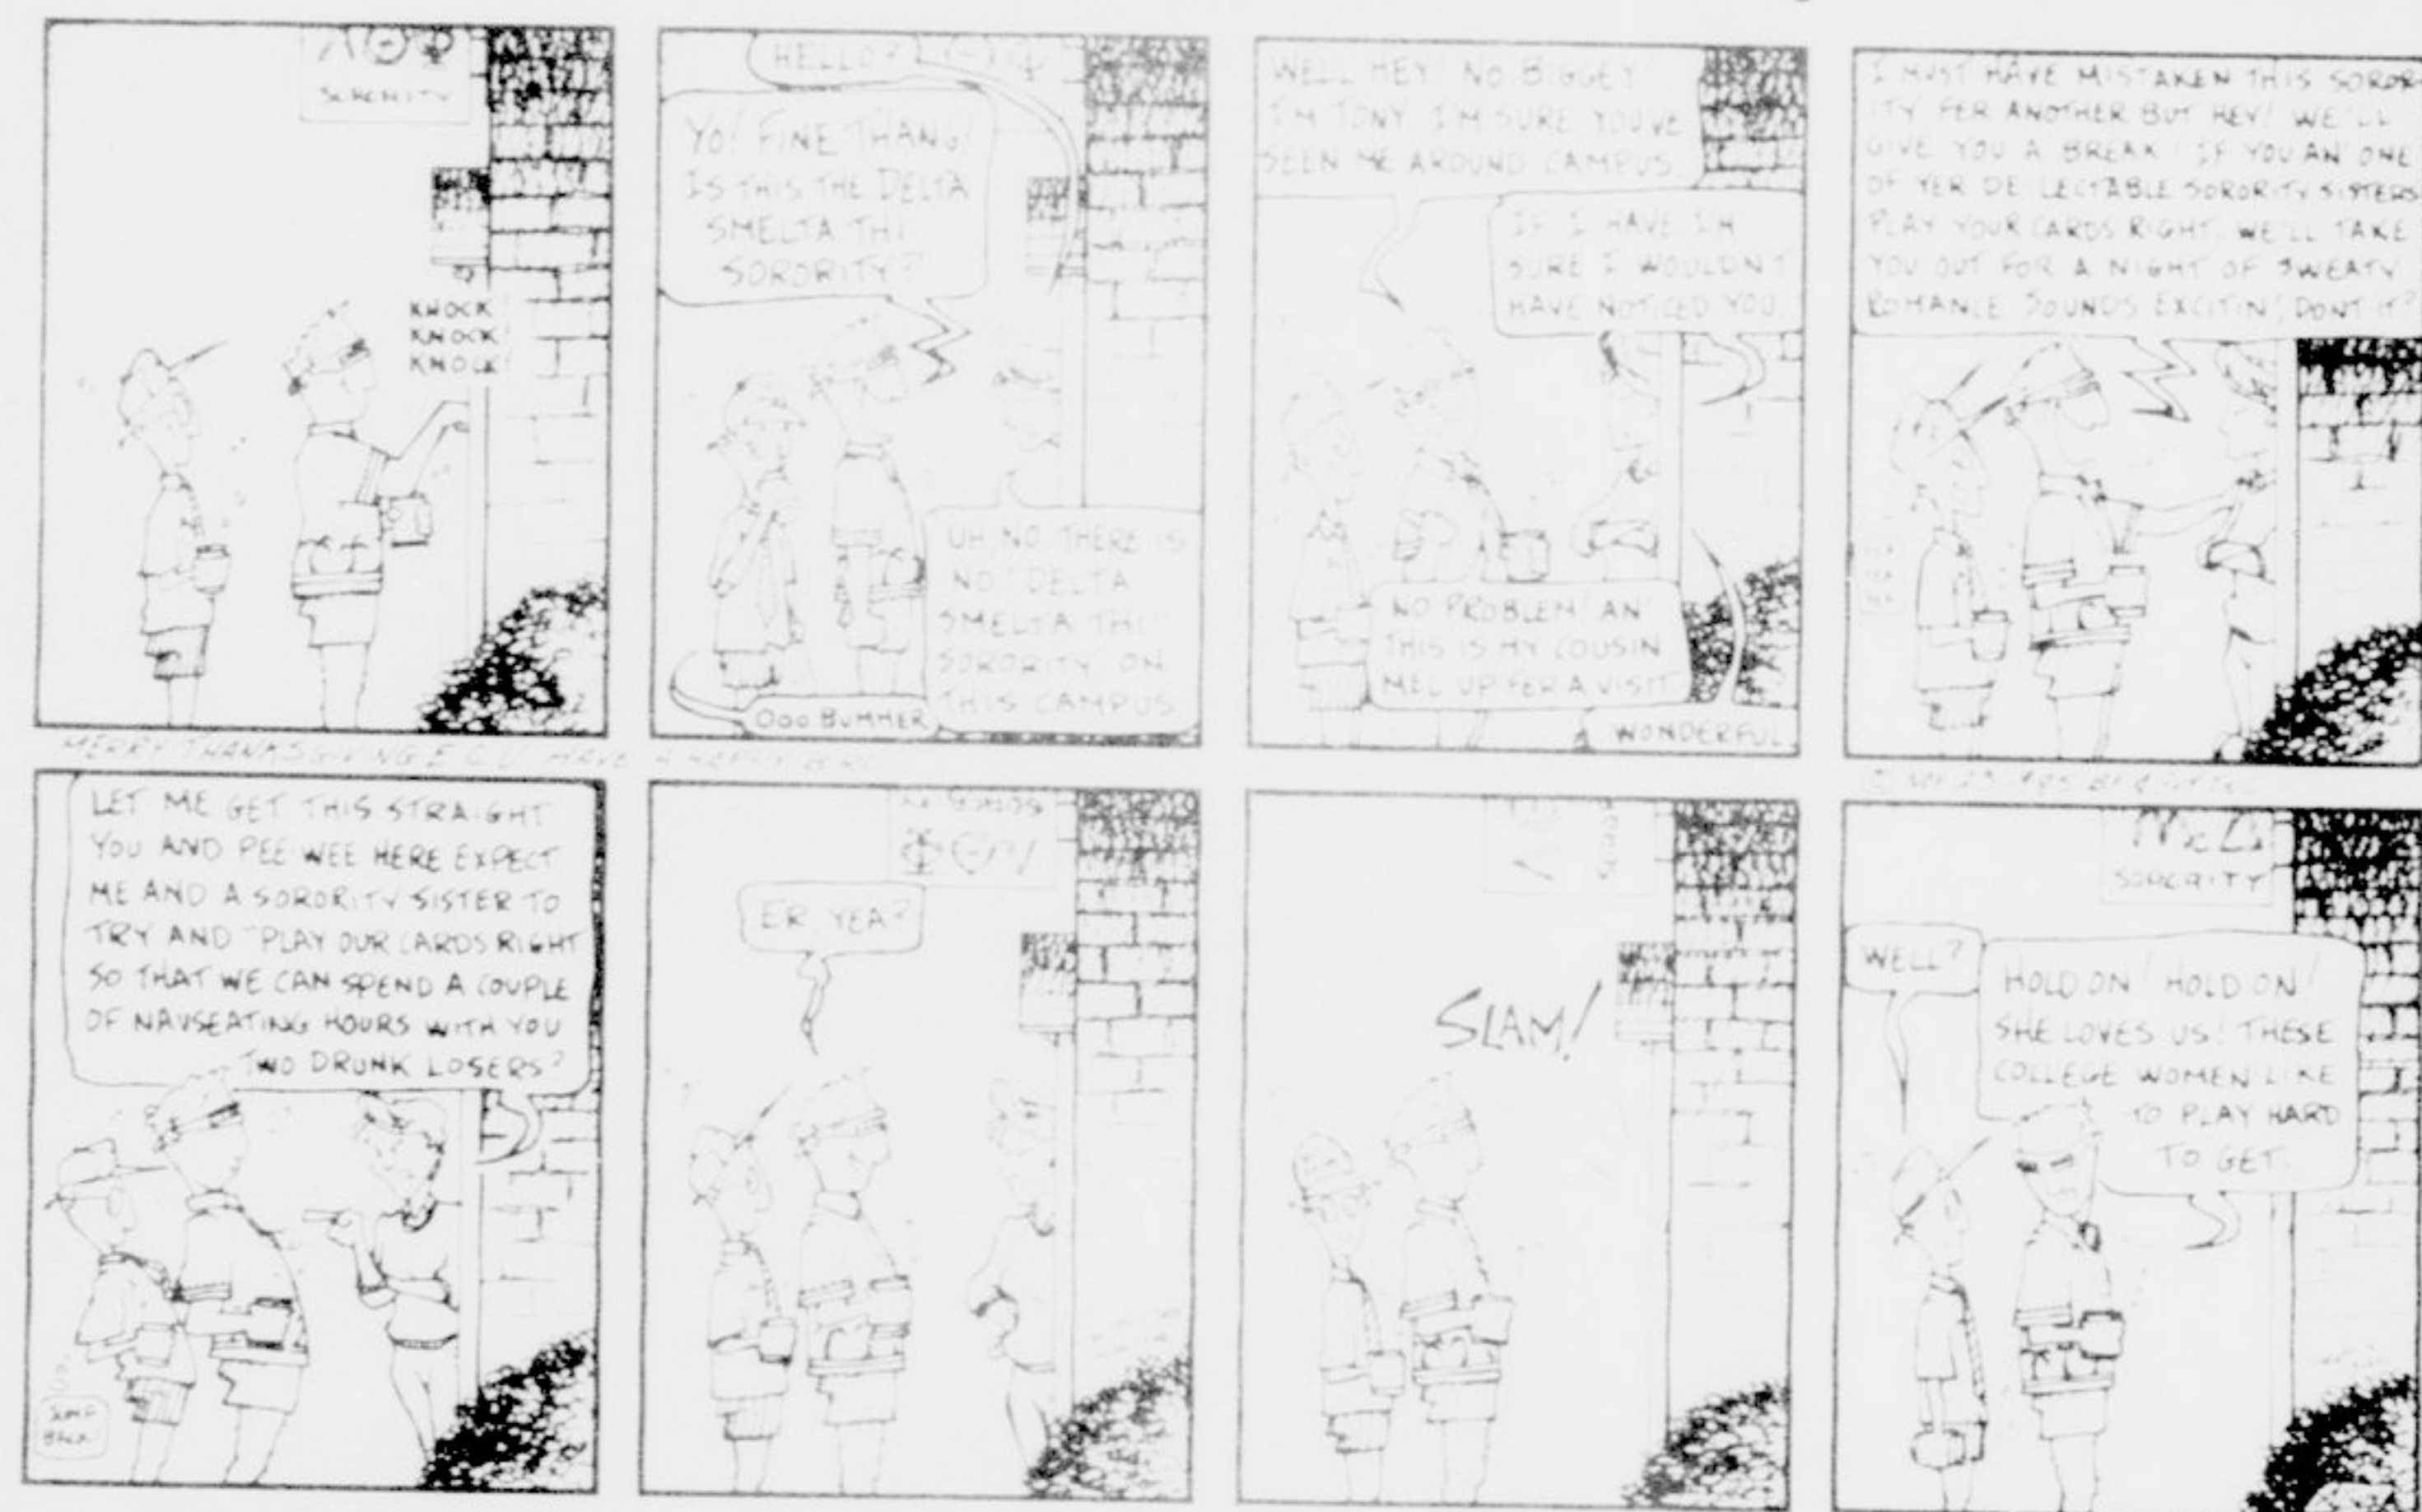 SORORITY
KNOCK
KNOCK
KNOCK!
HELLO?
YO! FINE THANG!
IS THIS THE DELTA
SMELTA THI
SORORITY?
UH, NO THERE IS
NO "DELTA
SMELTA THI"
SORORITY ON
THIS CAMPUS
OOO BUMMER
WELL HEY! NO BIGGEY!
I'M TONY. I'M SURE YOU'VE
SEEN ME AROUND CAMPUS.
IF I HAVE I'M
SURE I WOULDN'T
HAVE NOTICED YOU.
NO PROBLEM! AN'
THIS IS MY COUSIN
MEL UP FER A VISIT.
WONDERFUL.
I MUST HAVE MISTAKEN THIS SOROR-
ITY FER ANOTHER BUT HEY! WE'LL
GIVE YOU A BREAK! IF YOU AN' ONE
OF YER DE-LECTABLE SORORITY SISTERS
PLAY YOUR CARDS RIGHT, WE'LL TAKE
YOU OUT FOR A NIGHT OF SWEATY
ROMANCE SOUNDS EXCITIN', DON'T IT?
MERRY THANKSGIVING E.C.U. HAVE A HAPPY
LET ME GET THIS STRAIGHT
YOU AND PEE WEE HERE EXPECT
ME AND A SORORITY SISTER TO
TRY AND "PLAY OUR CARDS RIGHT
SO THAT WE CAN SPEND A COUPLE
OF NAUSEATING HOURS WITH YOU
TWO DRUNK LOSERS?
JUMP
BACK
ER YEA?
SLAM!
SORORITY
WELL?
HOLD ON! HOLD ON!
SHE LOVES US! THESE
COLLEGE WOMEN LIKE
TO PLAY HARD
TO GET.